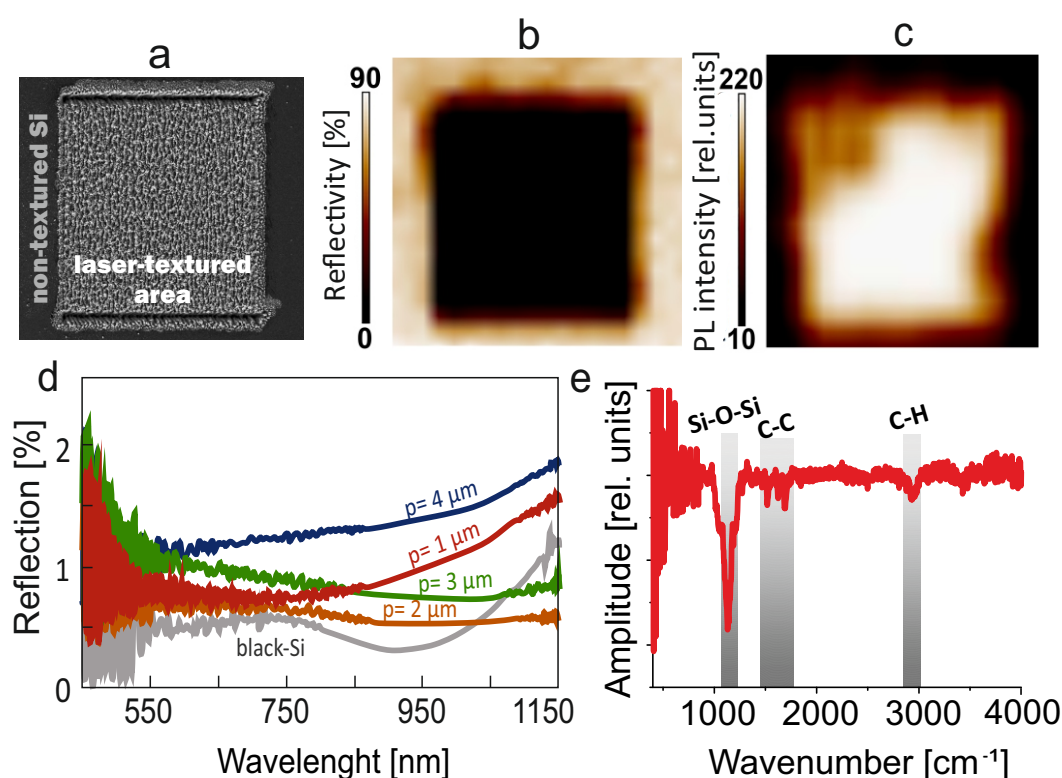 a
non-textured Si
laser-textured
area
b
90
Reflectivity [%]
0
c
220
PL intensity [rel.units]
10
d
Reflection [%]
2
1
0
p= 4 µm
p= 1 µm
p= 3 µm
p= 2 µm
black-Si
550
750
950
1150
Wavelenght [nm]
e
Amplitude [rel. units]
Si-O-Si
C-C
C-H
1000
2000
3000
4000
Wavenumber [cm⁻¹]